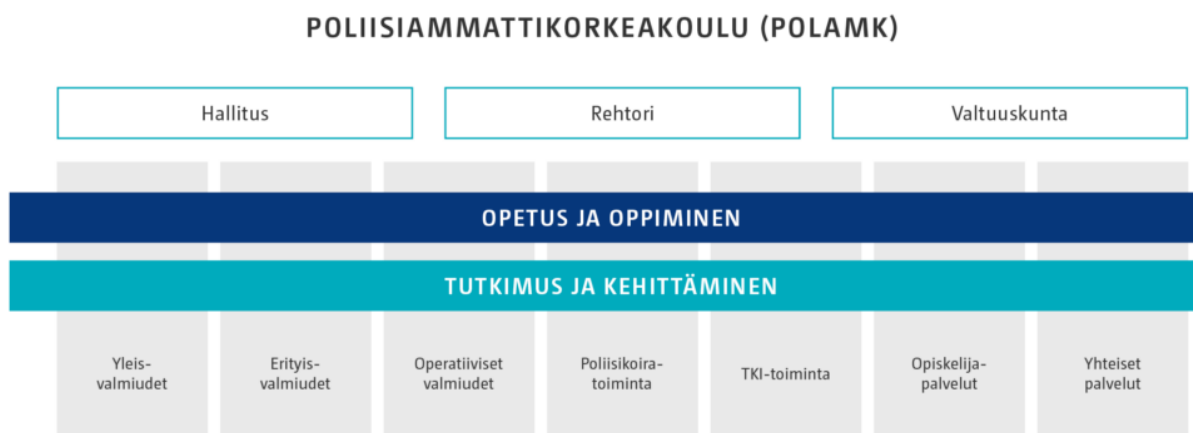 POLIISIAMMATTIKORKEAKOULU (POLAMK)
Hallitus
Rehtori
Valtuuskunta
OPETUS JA OPPIMINEN
TUTKIMUS JA KEHITTÄMINEN
Yleis-
valmiudet
Erityis-
valmiudet
Operatiiviset
valmiudet
Poliisikoira-
toiminta
TKI-toiminta
Opiskelija-
palvelut
Yhteiset
palvelut